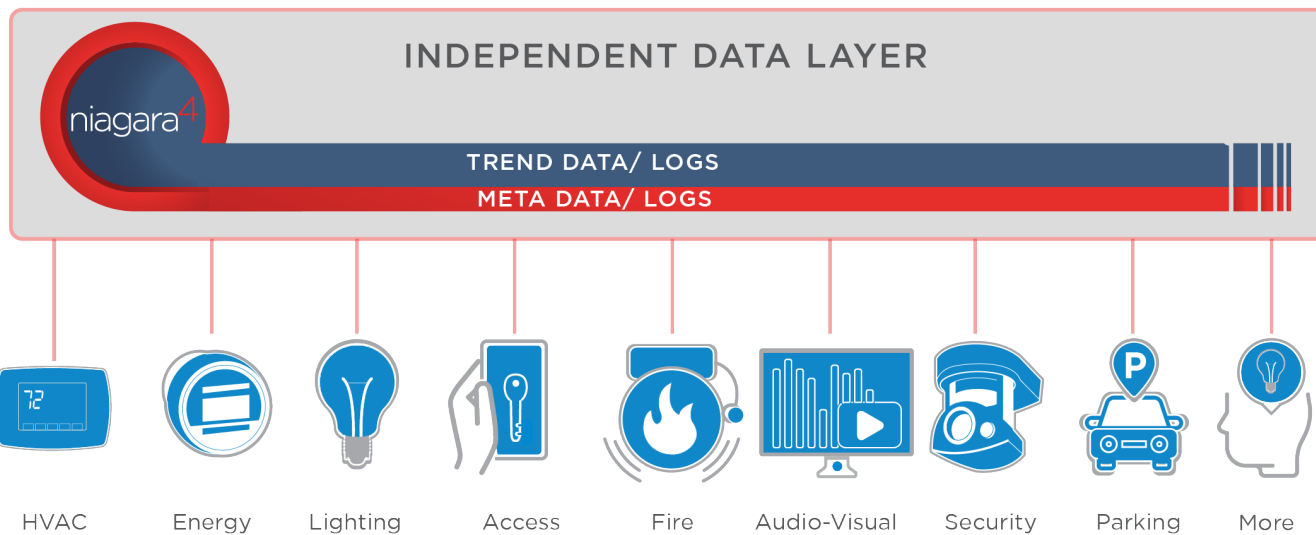 INDEPENDENT DATA LAYER
niagara4
TREND DATA/ LOGS
META DATA/ LOGS
72
P
HVAC Energy Lighting Access Fire Audio-Visual Security Parking More